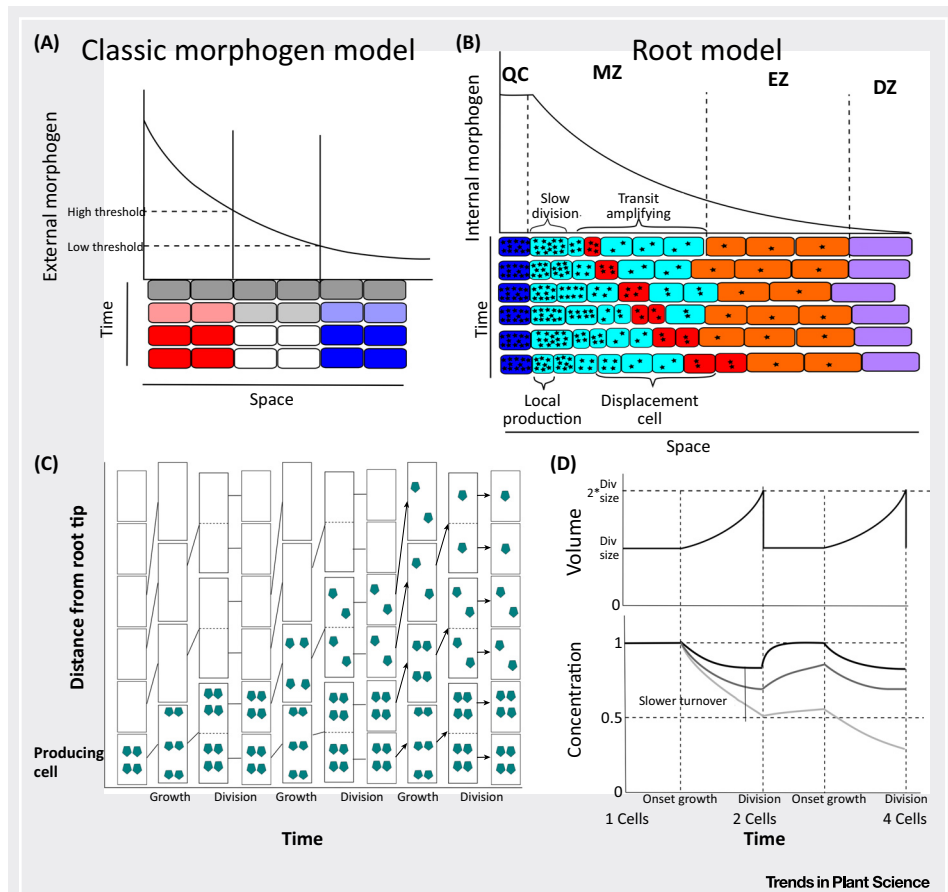 (A)
Classic morphogen model
External morphogen
High threshold
Low threshold
Time
Space
(B)
Root model
QC
MZ
EZ
DZ
Internal morphogen
Slow
division
Transit
amplifying
Time
Local
production
Displacement
cell
Space
(C)
Distance from root tip
Producing
cell
Growth
Division
Growth
Division
Growth
Division
Time
(D)
Volume
2*Div
size
Div
size
0
Concentration
1
0.5
0
Slower turnover
Onset growth
Division
Onset growth
Division
1 Cells
2 Cells
4 Cells
Time
Trends in Plant Science